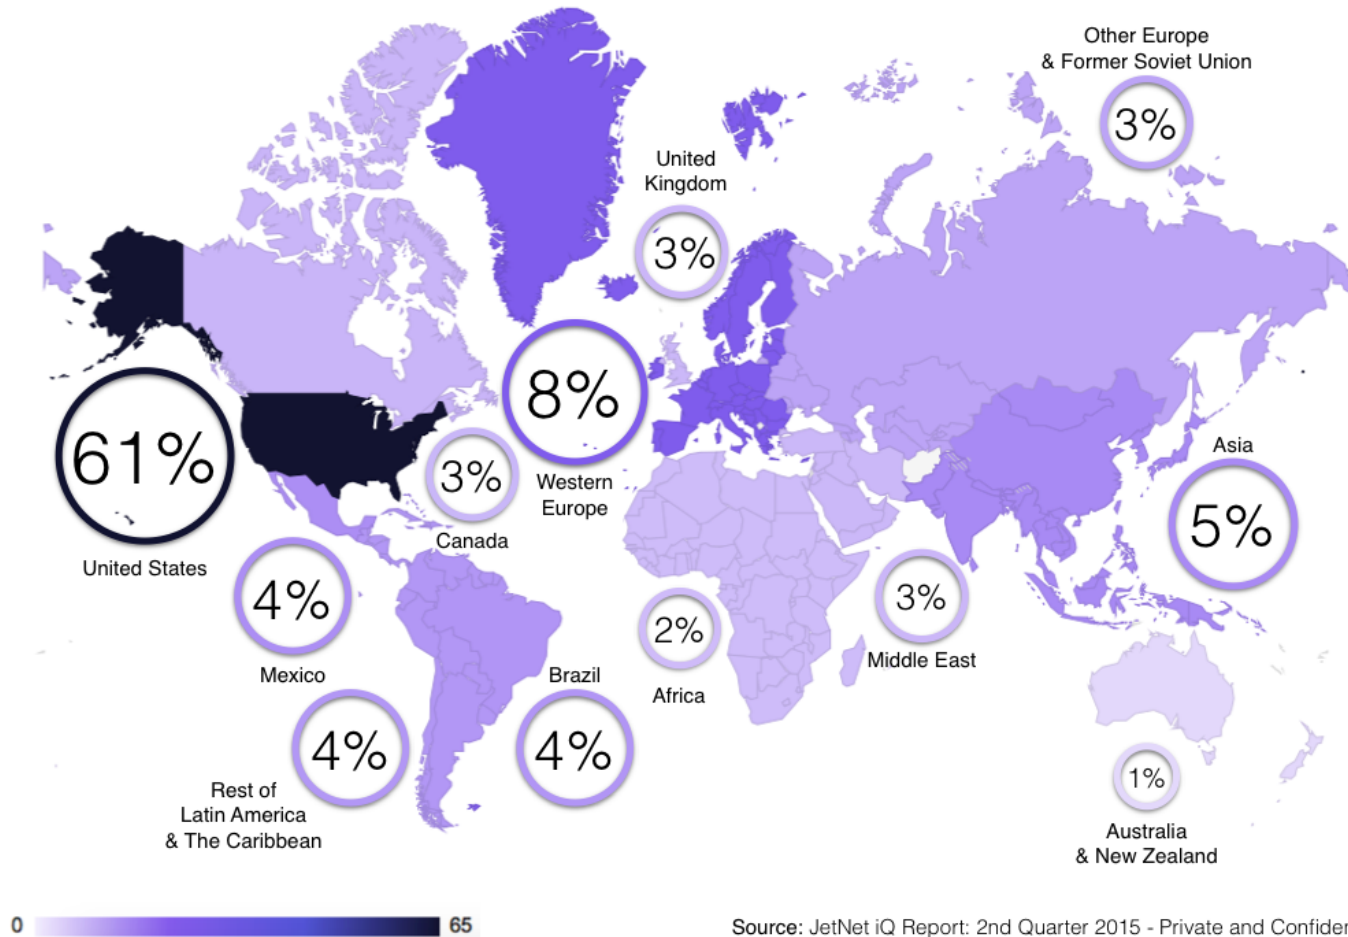 Other Europe
& Former Soviet Union
3%
United
Kingdom
3%
61%
United States
8%
Western
Europe
3%
Canada
Asia
5%
4%
Mexico
2%
Africa
3%
Middle East
4%
Rest of
Latin America
& The Caribbean
Brazil
4%
1%
Australia
& New Zealand
0
65
Source: JetNet iQ Report: 2nd Quarter 2015 - Private and